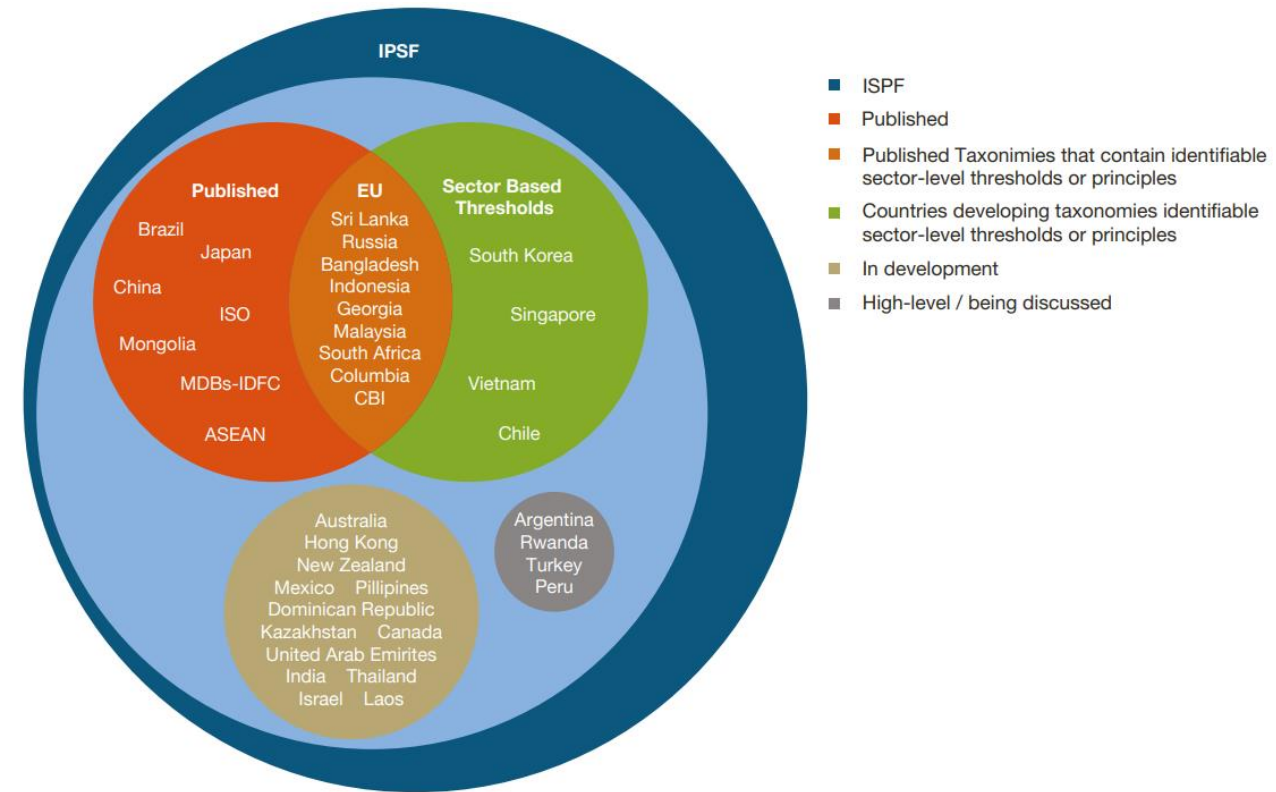 IPSF
Published
Brazil
Japan
China
ISO
Mongolia
MDBs-IDFC
ASEAN
EU
Sri Lanka
Russia
Bangladesh
Indonesia
Georgia
Malaysia
South Africa
Columbia
CBI
Sector Based
Thresholds
South Korea
Singapore
Vietnam
Chile
Australia
Hong Kong
New Zealand
Mexico Pillipines
Dominican Republic
Kazakhstan Canada
United Arab Emirites
India Thailand
Israel Laos
Argentina
Rwanda
Turkey
Peru
ISPF
Published
Published Taxonimies that contain identifiable
sector-level thresholds or principles
Countries developing taxonomies identifiable
sector-level thresholds or principles
In development
High-level / being discussed